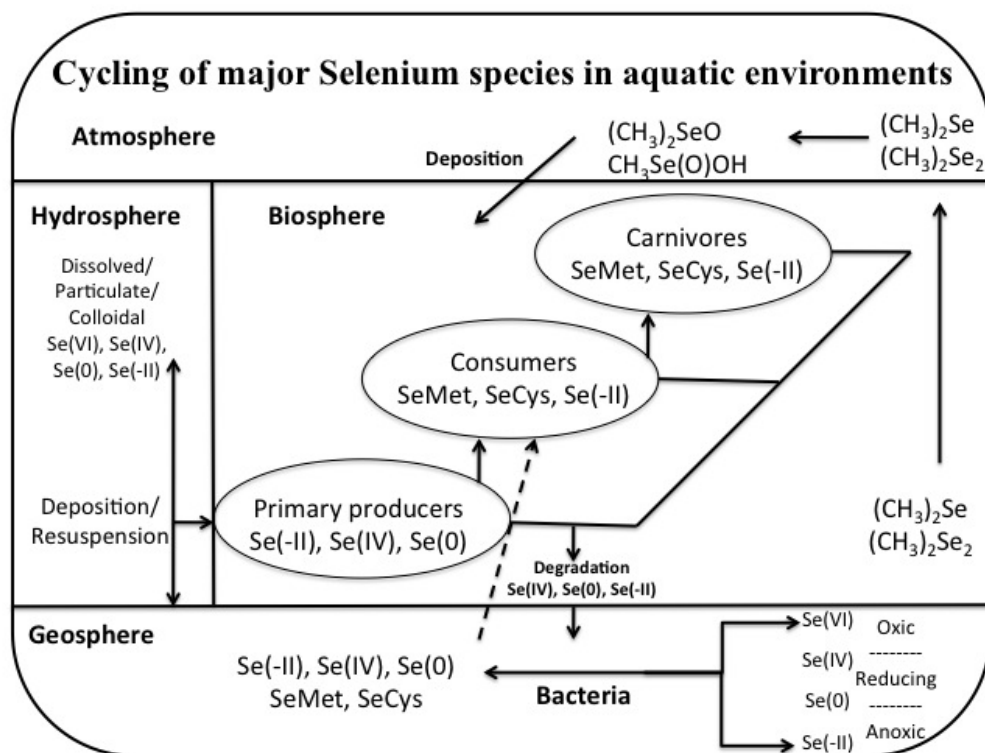 Cycling of major Selenium species in aquatic environments
Atmosphere
Deposition
(CH₃)₂SeO
CH₃Se(O)OH
(CH₃)₂Se
(CH₃)₂Se₂
Hydrosphere
Dissolved/
Particulate/
Colloidal
Se(VI), Se(IV),
Se(0), Se(-II)
Deposition/
Resuspension
Biosphere
Carnivores
SeMet, SeCys, Se(-II)
Consumers
SeMet, SeCys, Se(-II)
Primary producers
Se(-II), Se(IV), Se(0)
Degradation
Se(IV), Se(0), Se(-II)
(CH₃)₂Se
(CH₃)₂Se₂
Geosphere
Se(-II), Se(IV), Se(0)
SeMet, SeCys
Bacteria
Se(VI)
Oxic
--------
Se(IV)
Reducing
Se(0)
--------
Anoxic
Se(-II)